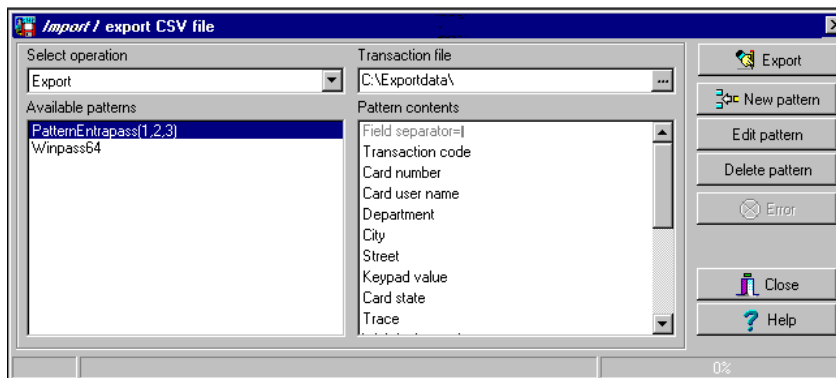 Import / export CSV file
Select operation
Export
Available patterns
PatternEntrapass(1,2,3)
Winpass64
Transaction file
C:\Exportdata\
...
Pattern contents
Field separator=|
Transaction code
Card number
Card user name
Department
City
Street
Keypad value
Card state
Trace
Export
New pattern
Edit pattern
Delete pattern
Error
Close
Help
0%